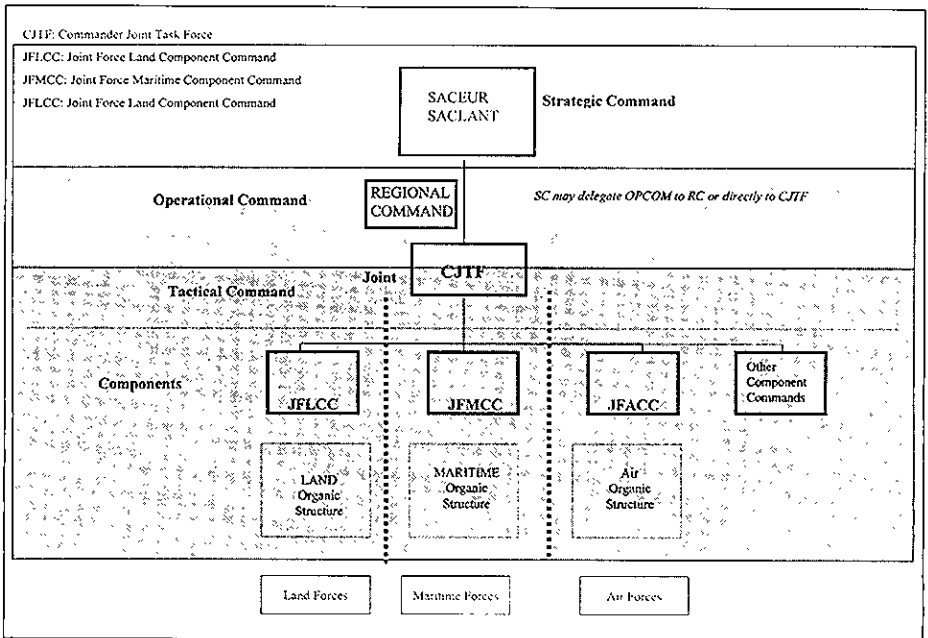 CJTF: Commander Joint Task Force
JFLCC: Joint Force Land Component Command
JFMCC: Joint Force Maritime Component Command
JFLCC: Joint Force Land Component Command
SACEUR
SACLANT
Strategic Command
Operational Command
REGIONAL
COMMAND
SC may delegate OPCOM to RC or directly to CJTF
Joint
CJTF
Tactical Command
Components
JFLCC
JFMCC
JFACC
Other
Component
Commands
LAND
Organic
Structure
MARITIME
Organic
Structure
Air
Organic
Structure
Land Forces
Maritime Forces
Air Forces